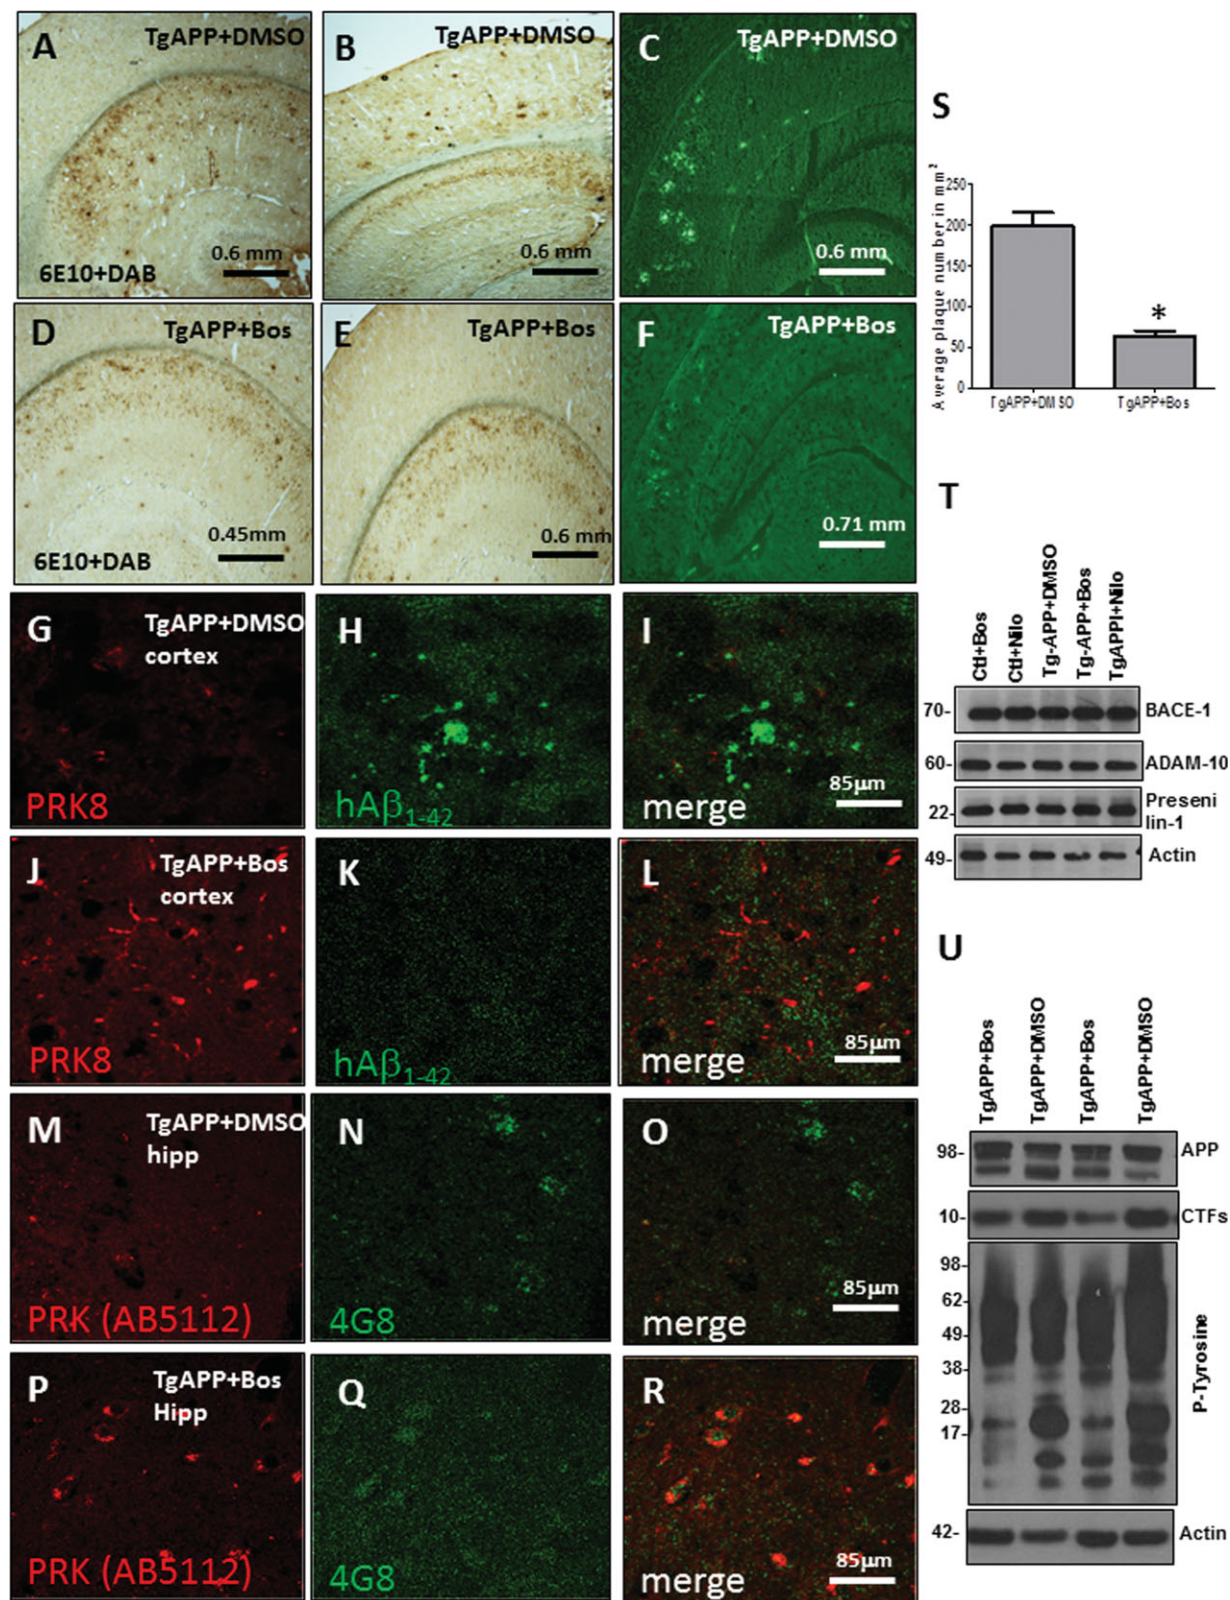 A
TgAPP+DMSO
0.6 mm
6E10+DAB
B
TgAPP+DMSO
0.6 mm
C
TgAPP+DMSO
0.6 mm
D
TgAPP+Bos
0.45mm
6E10+DAB
E
TgAPP+Bos
0.6 mm
F
TgAPP+Bos
0.71 mm
G
TgAPP+DMSO
cortex
PRK8
H
hAβ1-42
I
85μm
merge
J
TgAPP+Bos
cortex
PRK8
K
hAβ1-42
L
85μm
merge
M
TgAPP+DMSO
hipp
PRK (AB5112)
N
4G8
O
85μm
merge
P
TgAPP+Bos
Hipp
PRK (AB5112)
Q
4G8
R
85μm
merge
S
Average plaque number in mm²
200
150
100
50
0
TgAPP+DMSO
TgAPP+Bos
*
T
Ctl+Bos
Ctl+Nilo
Tg-APP+DMSO
Tg-APP+Bos
TgAPPl+Nilo
70-
BACE-1
60-
ADAM-10
22-
Preseni
lin-1
49-
Actin
U
TgAPP+Bos
TgAPP+DMSO
TgAPP+Bos
TgAPP+DMSO
98-
APP
10-
CTFs
98-
62-
49-
38-
28-
17-
P-Tyrosine
42-
Actin